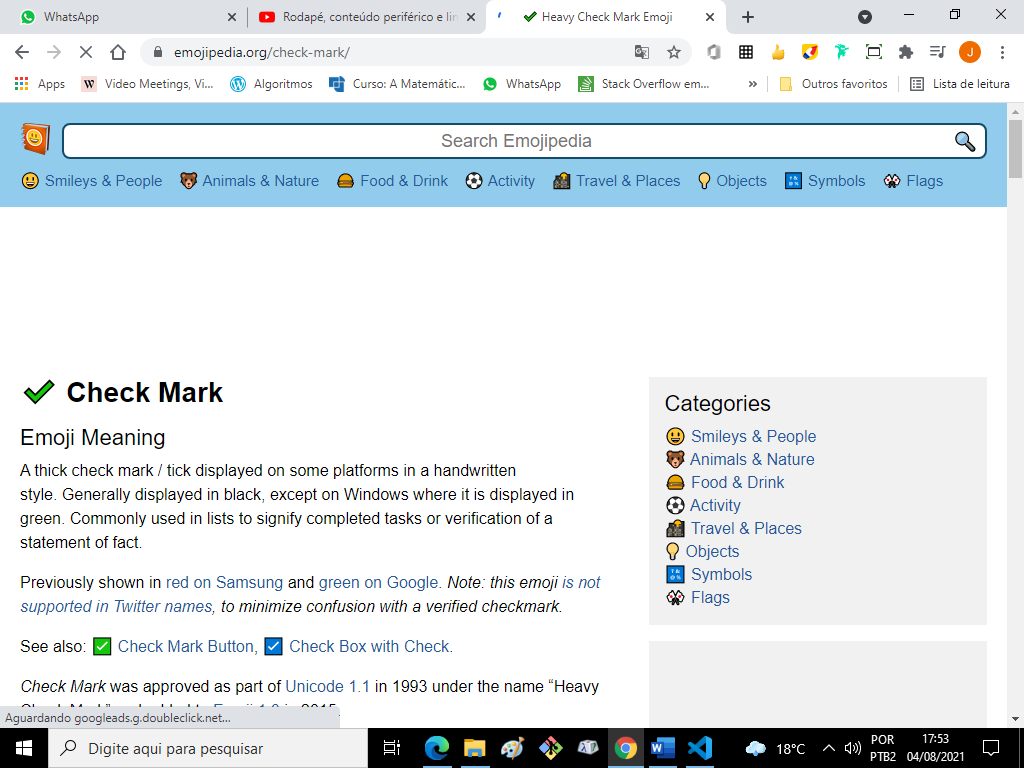 WhatsApp
Rodapé, conteúdo periférico e lin
Heavy Check Mark Emoji
emojipedia.org/check-mark/
J
Apps
Video Meetings, Vi...
Algoritmos
Curso: A Matemátic...
WhatsApp
Stack Overflow em...
»
Outros favoritos
Lista de leitura
Search Emojipedia
Smileys & People
Animals & Nature
Food & Drink
Activity
Travel & Places
Objects
Symbols
Flags
Check Mark
Emoji Meaning
A thick check mark / tick displayed on some platforms in a handwritten
style. Generally displayed in black, except on Windows where it is displayed in
green. Commonly used in lists to signify completed tasks or verification of a
statement of fact.
Previously shown in red on Samsung and green on Google. Note: this emoji is not
supported in Twitter names, to minimize confusion with a verified checkmark.
See also: Check Mark Button, Check Box with Check.
Check Mark was approved as part of Unicode 1.1 in 1993 under the name “Heavy
Categories
Smileys & People
Animals & Nature
Food & Drink
Activity
Travel & Places
Objects
Symbols
Flags
Aguardando googleads.g.doubleclick.net...
Digite aqui para pesquisar
18°C
POR
PTB2
17:53
04/08/2021